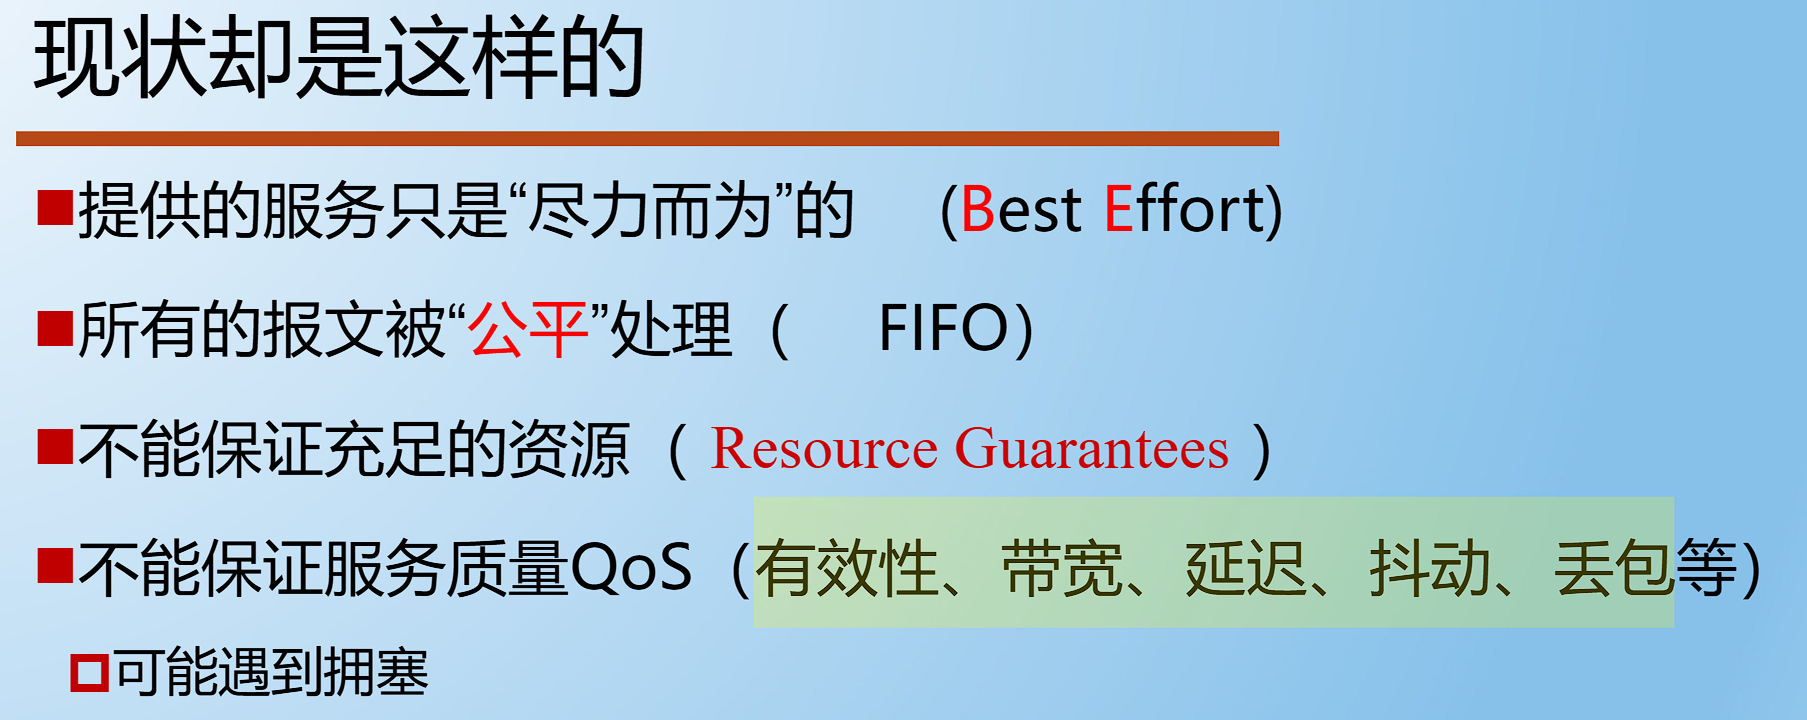 现状却是这样的
提供的服务只是“尽力而为”的 (Best Effort)
所有的报文被“公平”处理（ FIFO）
不能保证充足的资源（ Resource Guarantees ）
不能保证服务质量QoS（有效性、带宽、延迟、抖动、丢包等）
可能遇到拥塞